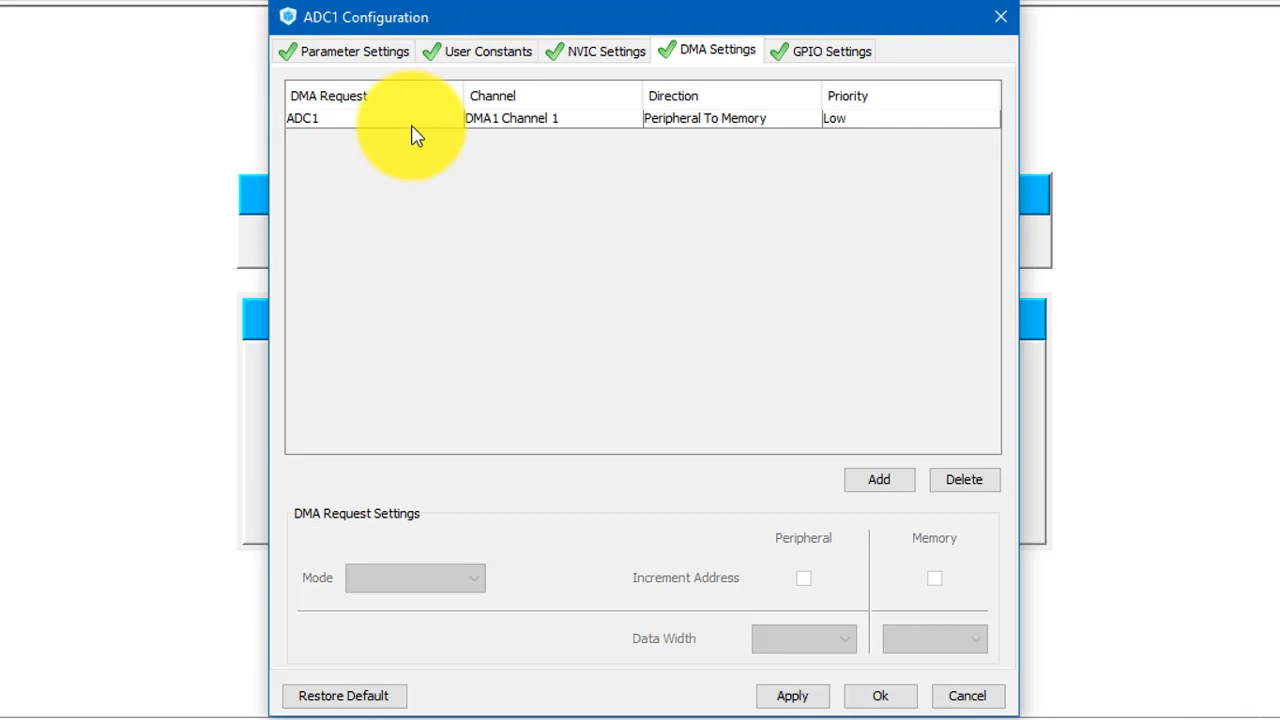 ADC1 Configuration
Parameter Settings User Constants NVIC Settings DMA Settings GPIO Settings
DMA Request Channel Direction Priority
ADC1 DMA1 Channel 1 Peripheral To Memory Low
Add Delete
DMA Request Settings
Peripheral Memory
Mode Increment Address
Data Width
Restore Default Apply Ok Cancel